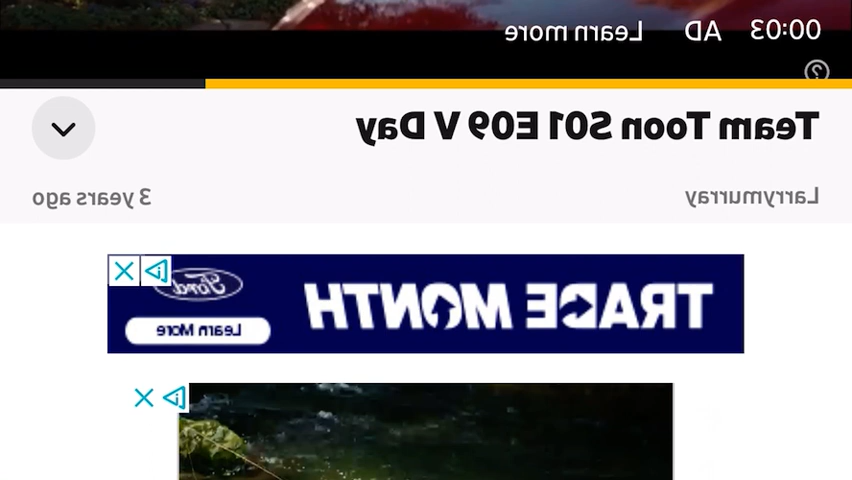 00:03 AD Learn more
Team Toon S01 E09 V Day
Larrymurray 3 years ago
TRADE MONTH
Ford
Learn More